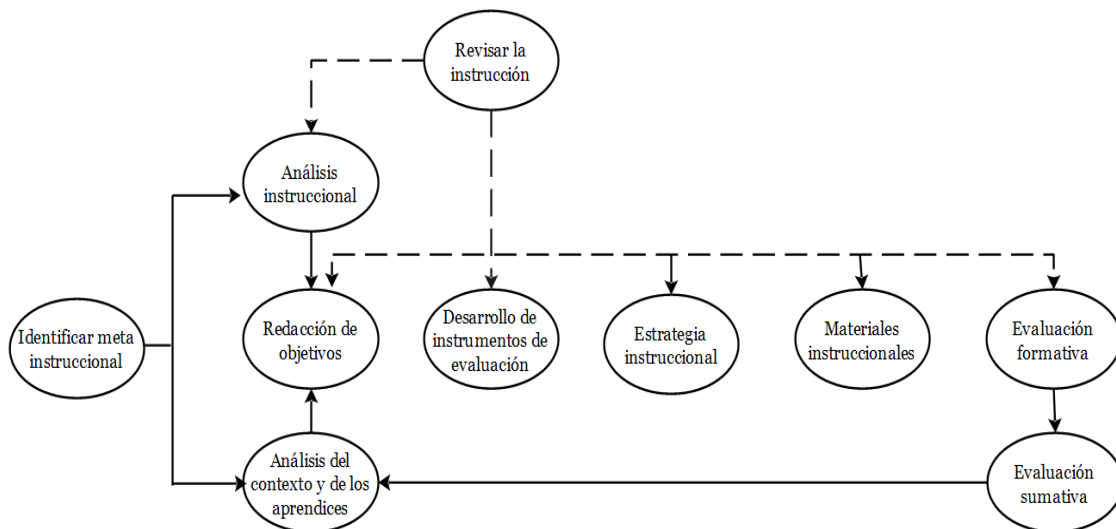 Revisar la
instrucción
Análisis
instruccional
Identificar meta
instruccional
Redacción de
objetivos
Desarrollo de
instrumentos de
evaluación
Estrategia
instruccional
Materiales
instruccionales
Evaluación
formativa
Análisis del
contexto y de los
aprendices
Evaluación
sumativa